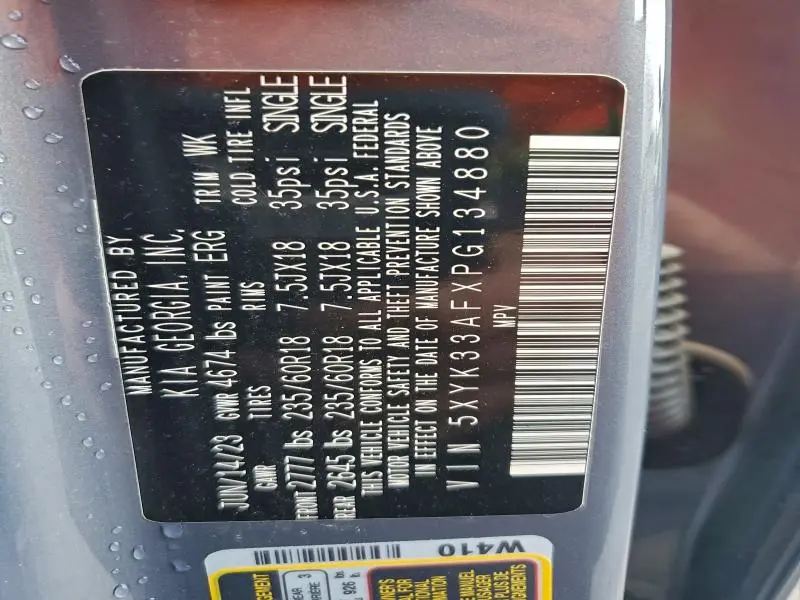 MANUFACTURED BY
KIA GEORGIA, INC.
JUN/14/23 GVWR 4674 lbs PAINT ERG TRIM WK
GAWR TIRES RIMS COLD TIRE INFL
FRONT 2777 lbs 235/60R18 7.5JX18 35psi SINGLE
REAR 2645 lbs 235/60R18 7.5JX18 35psi SINGLE
THIS VEHICLE CONFORMS TO ALL APPLICABLE U.S.A. FEDERAL
MOTOR VEHICLE SAFETY AND THEFT PREVENTION STANDARDS
IN EFFECT ON THE DATE OF MANUFACTURE SHOWN ABOVE
VIN 5XYK33AFXPG134880
MPV
W410
3
926